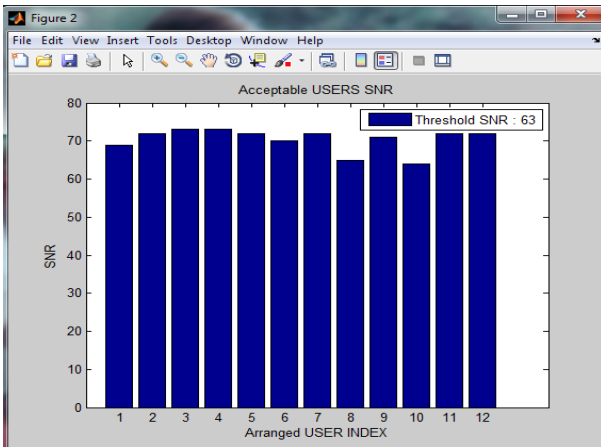 Figure 2
File Edit View Insert Tools Desktop Window Help
Acceptable USERS SNR
Threshold SNR : 63
80
70
60
50
40
30
20
10
0
SNR
1 2 3 4 5 6 7 8 9 10 11 12
Arranged USER INDEX